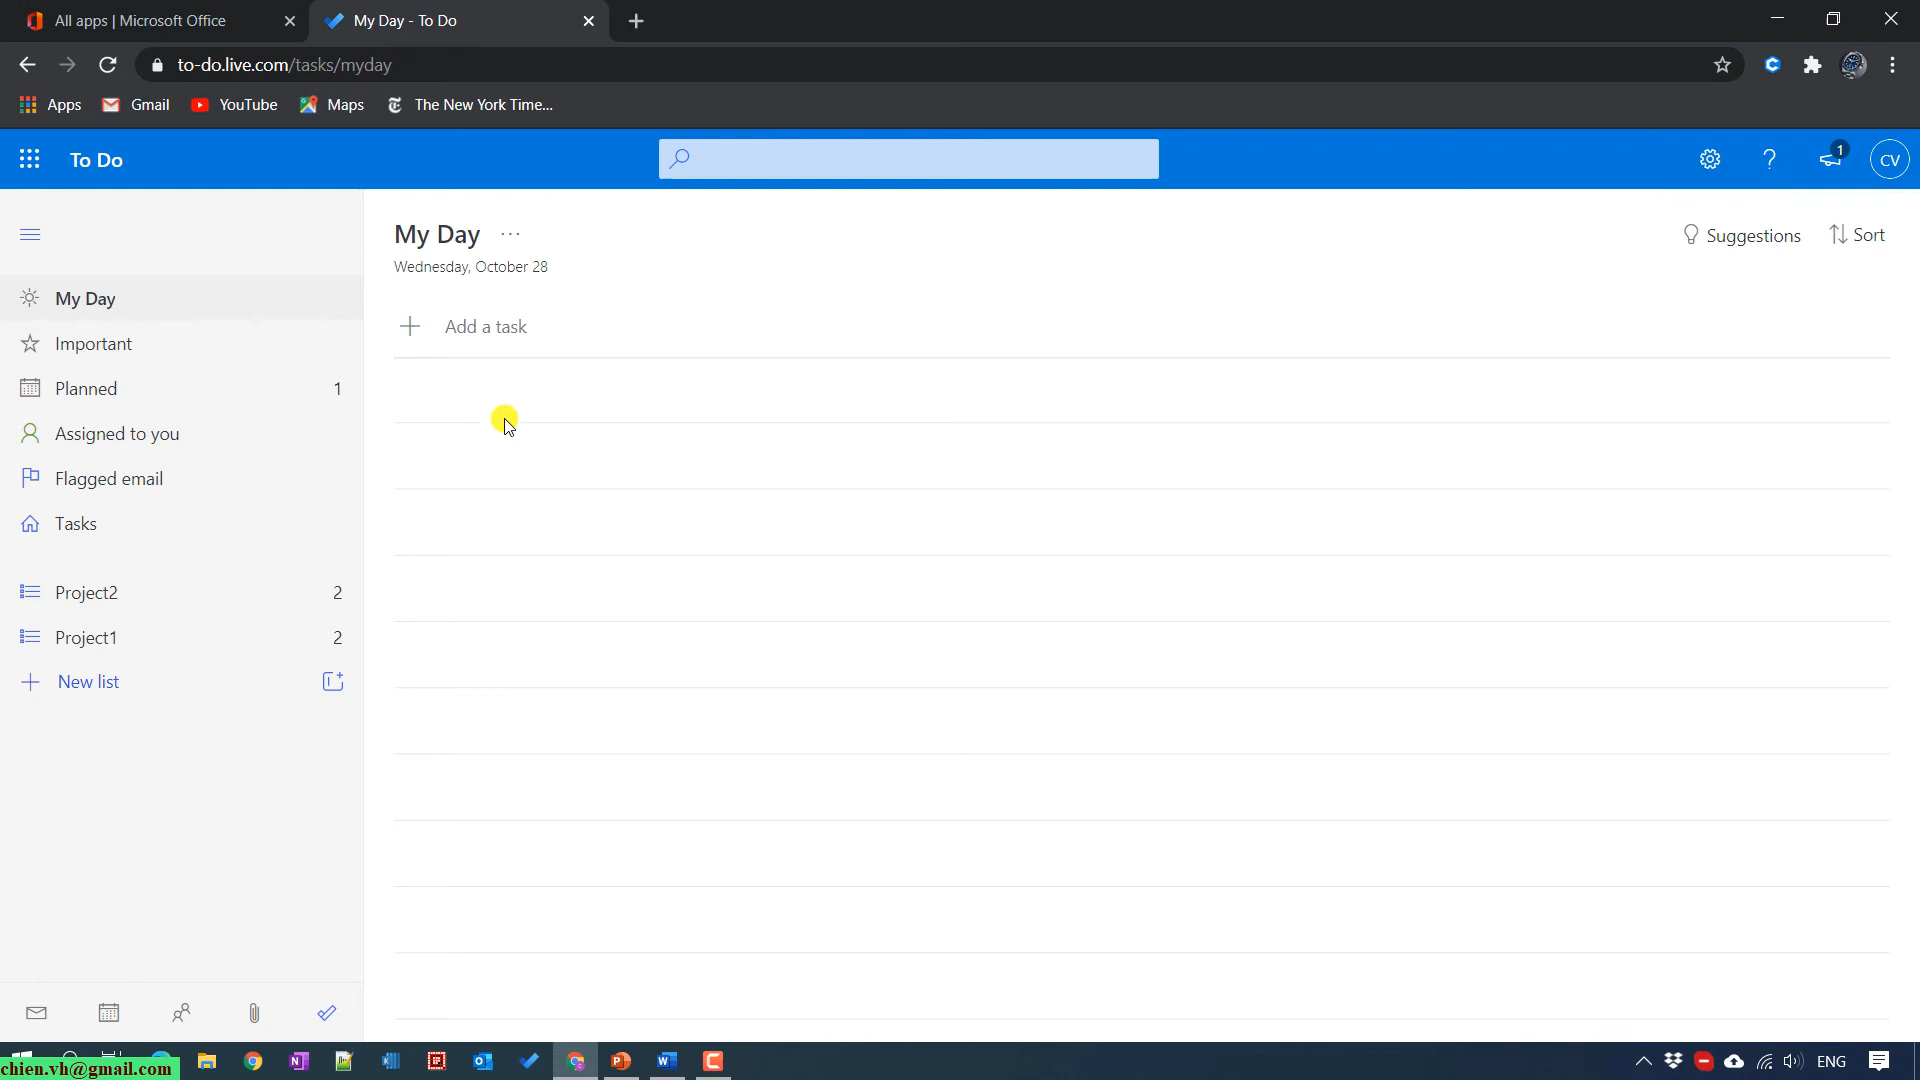 All apps | Microsoft Office
My Day - To Do
to-do.live.com/tasks/myday
Apps
Gmail
YouTube
Maps
The New York Time...
To Do
1
CV
My Day
Wednesday, October 28
Suggestions
Sort
Add a task
My Day
Important
Planned 1
Assigned to you
Flagged email
Tasks
Project2 2
Project1 2
New list
chien.vh@gmail.com
ENG